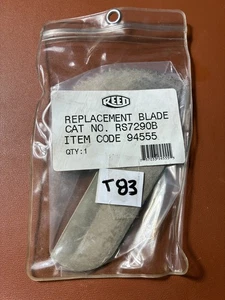 REED
REPLACEMENT BLADE
CAT NO. RS7290B
ITEM CODE 94555
QTY:1
T83